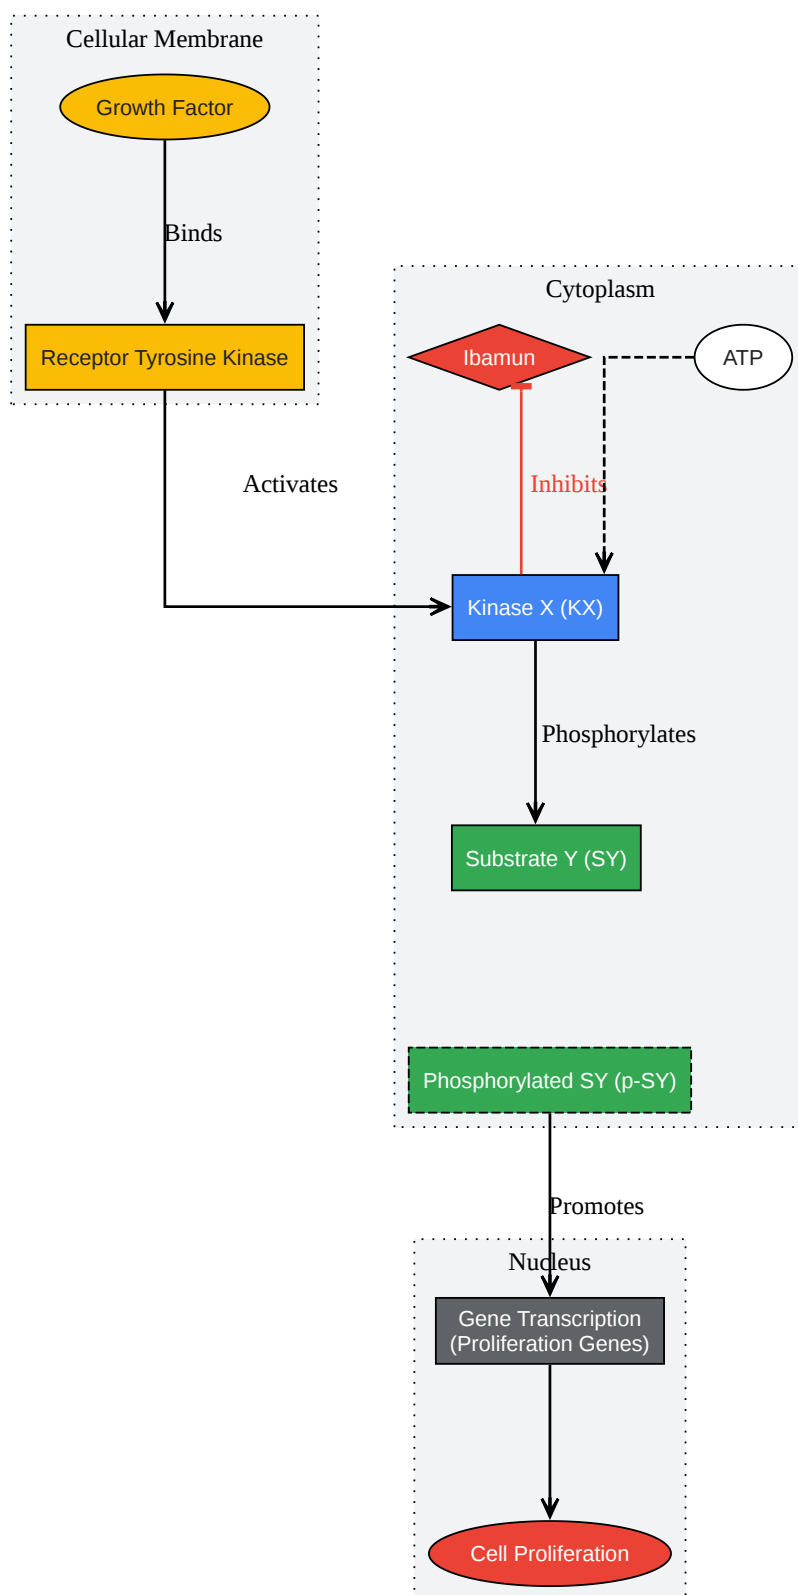 Cellular Membrane
Growth Factor
Binds
Receptor Tyrosine Kinase
Activates
Cytoplasm
Ibamun
ATP
Inhibits
Kinase X (KX)
Phosphorylates
Substrate Y (SY)
Phosphorylated SY (p-SY)
Promotes
Nucleus
Gene Transcription
(Proliferation Genes)
Cell Proliferation